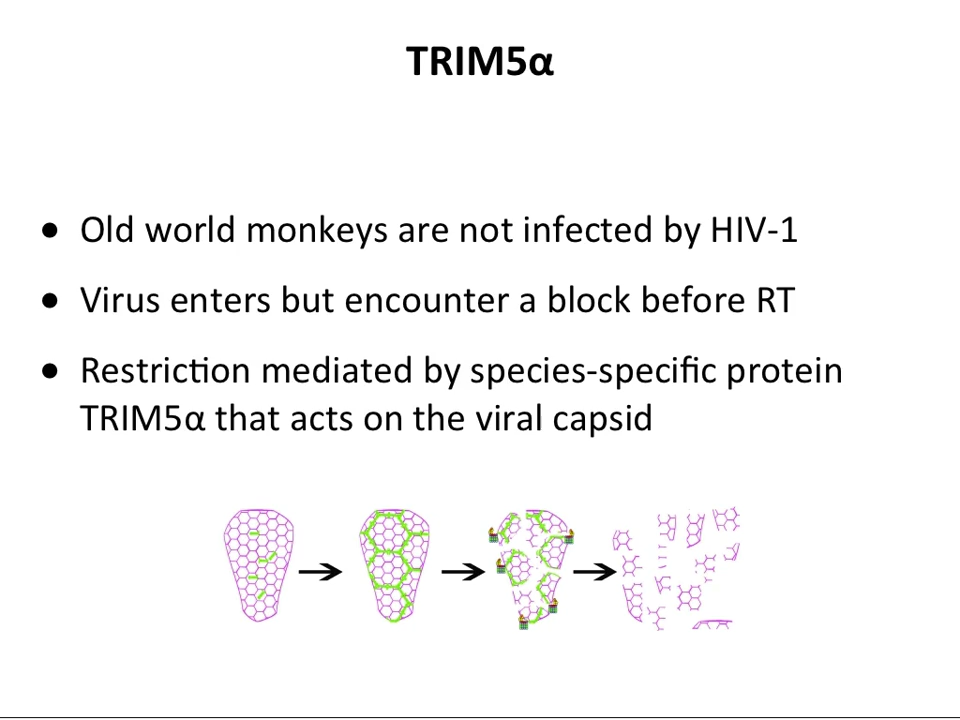 TRIM5α
• Old world monkeys are not infected by HIV-1
• Virus enters but encounter a block before RT
• Restriction mediated by species-specific protein
TRIM5α that acts on the viral capsid